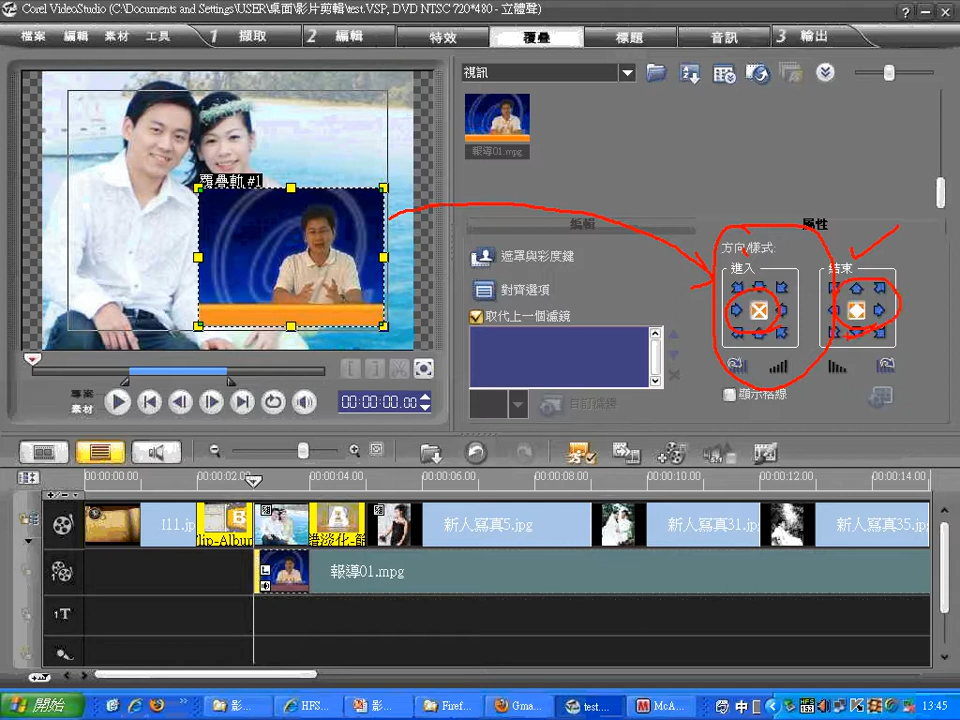 Corel VideoStudio (C:\Documents and Settings\USER\桌面\影片剪輯\test.VSP, DVD NTSC 720*480 - 立體聲)
檔案 編輯 素材 工具 1 擷取 2 編輯 特效 覆疊 標題 音訊 3 輸出
視訊
報導01.mpg
覆疊軌 #1
編輯 屬性
方向/樣式:
遮罩與彩度鍵
進入 結束
對齊選項
取代上一個濾鏡
專案
素材
00:00:00.00
顯示格線
自訂濾鏡
00:00:00.00 00:00:02.00 00:00:04.00 00:00:06.00 00:00:08.00 00:00:10.00 00:00:12.00 00:00:14.00
I11.jp 新人寫真5.jpg 新人寫真31.jp 新人寫真35.jp
lip-Albun
報導01.mpg
1T
開始 影... HFS... 影... Firef... Gma... test.... McA... 中 13:45